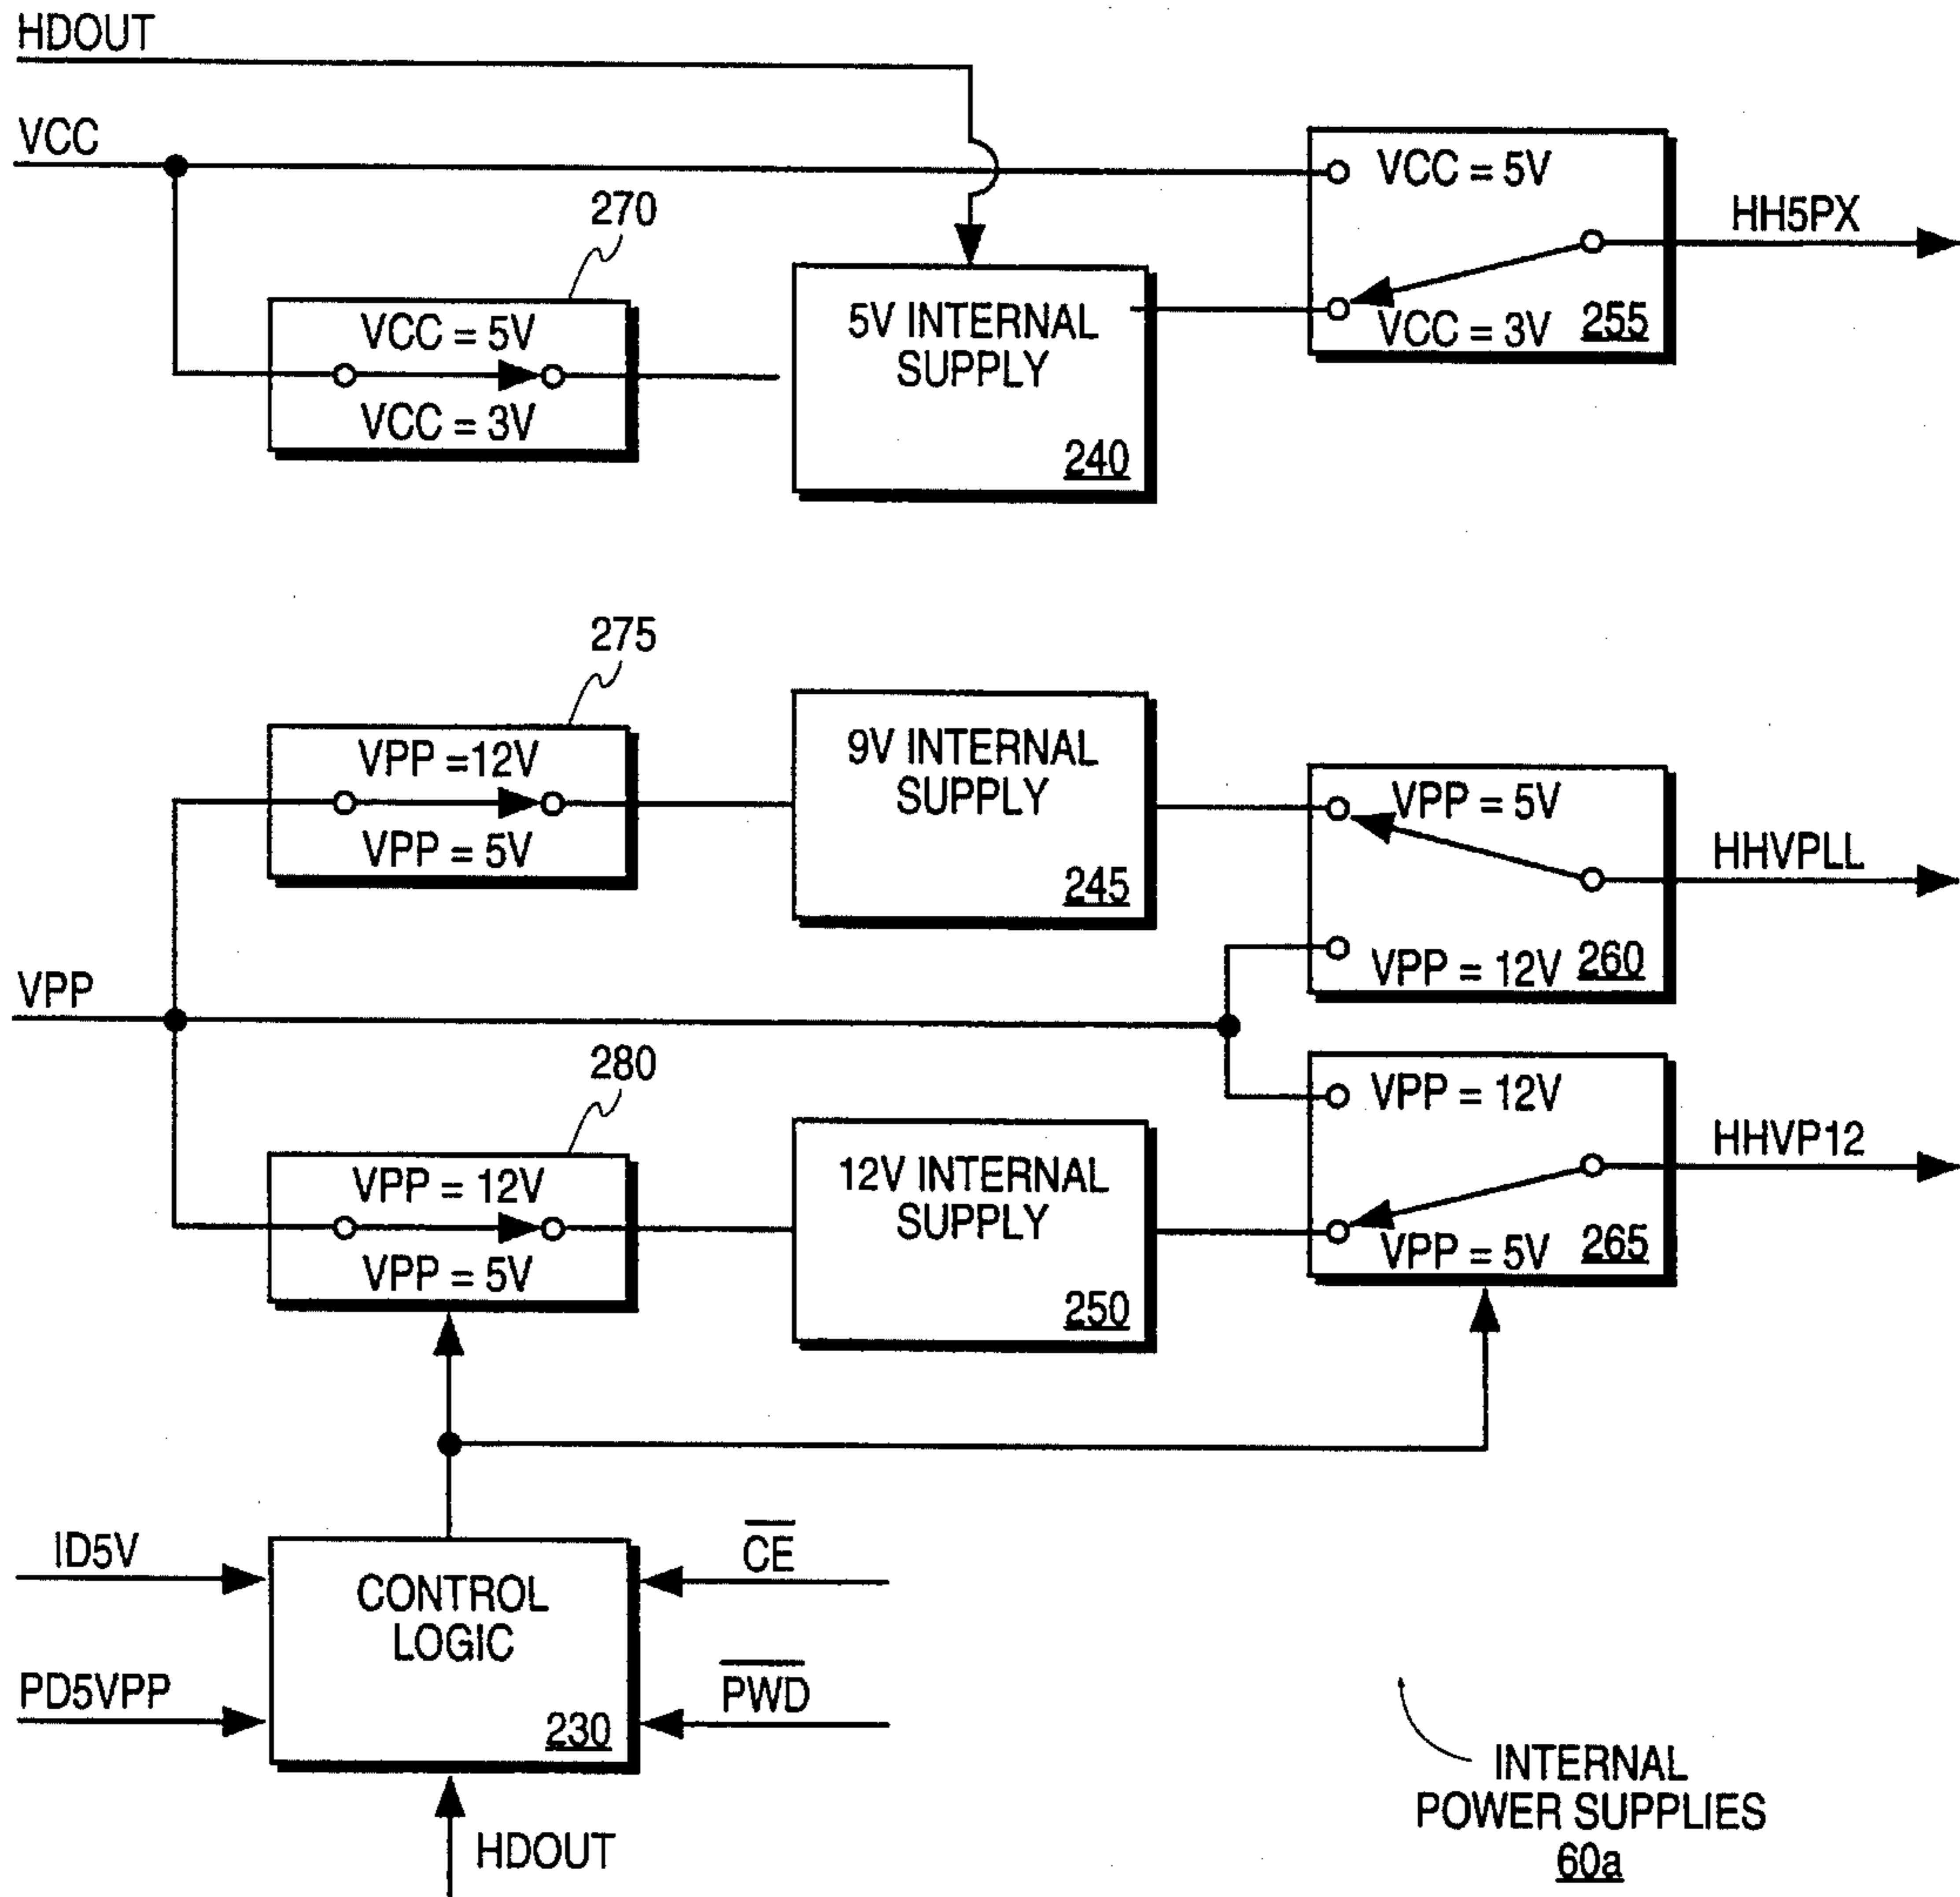 HDOUT
VCC
270
VCC = 5V
VCC = 3V
5V INTERNAL
SUPPLY
240
VCC = 5V
VCC = 3V
255
HH5PX
275
VPP =12V
VPP = 5V
9V INTERNAL
SUPPLY
245
VPP = 5V
VPP = 12V
260
HHVPLL
VPP
280
VPP = 12V
VPP = 5V
12V INTERNAL
SUPPLY
250
VPP = 12V
VPP = 5V
265
HHVP12
ID5V
PD5VPP
CONTROL
LOGIC
230
CE
PWD
HDOUT
INTERNAL
POWER SUPPLIES
60a